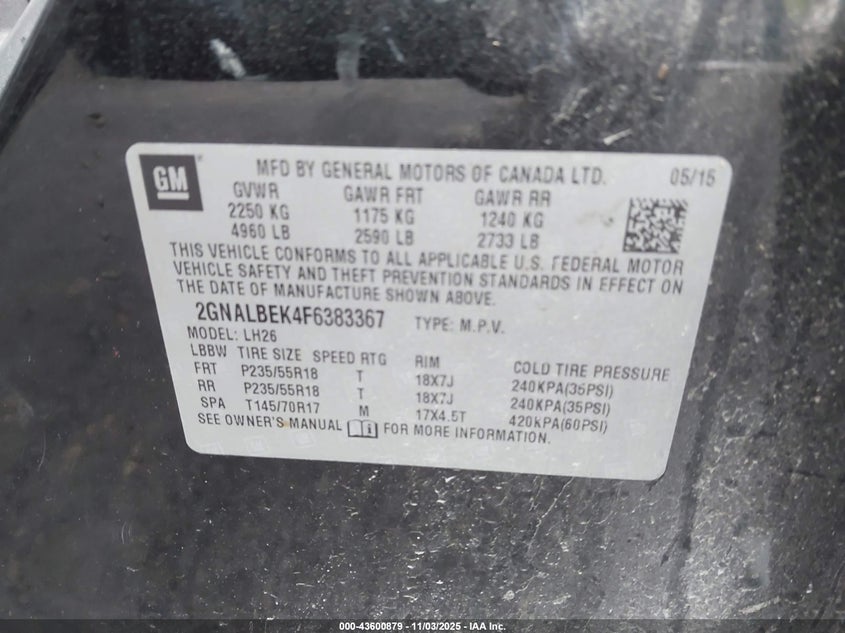 GM
MFD BY GENERAL MOTORS OF CANADA LTD. 05/15
GVWR GAWR FRT GAWR RR
2250 KG 1175 KG 1240 KG
4960 LB 2590 LB 2733 LB
THIS VEHICLE CONFORMS TO ALL APPLICABLE U.S. FEDERAL MOTOR
VEHICLE SAFETY AND THEFT PREVENTION STANDARDS IN EFFECT ON
THE DATE OF MANUFACTURE SHOWN ABOVE.
2GNALBEK4F6383367 TYPE: M.P.V.
MODEL: LH26
LBBW TIRE SIZE SPEED RTG RIM COLD TIRE PRESSURE
FRT P235/55R18 T 18X7J 240KPA(35PSI)
RR P235/55R18 T 18X7J 240KPA(35PSI)
SPA T145/70R17 M 17X4.5T 420KPA(60PSI)
SEE OWNER'S MANUAL FOR MORE INFORMATION.
000-43600879 - 11/03/2025 - IAA Inc.